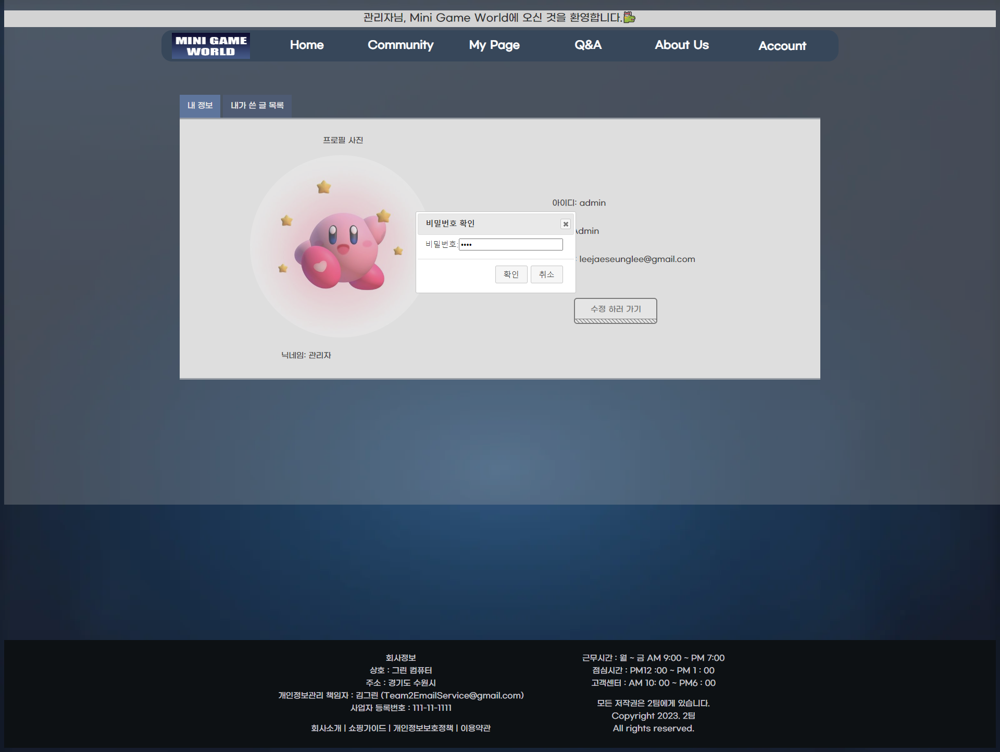 관리자님, Mini Game World에 오신 것을 환영합니다.
MINI GAME
WORLD
Home
Community
My Page
Q&A
About Us
Account
내 정보
내가 쓴 글 목록
프로필 사진
아이디: admin
비밀번호 확인
비밀번호:
dmin
: leejaeseunglee@gmail.com
확인
취소
수정 하러 가기
닉네임: 관리자
회사정보
상호 : 그린 컴퓨터
주소 : 경기도 수원시
개인정보관리 책임자 : 김그린 (Team2EmailService@gmail.com)
사업자 등록번호 : 111-11-1111
회사소개 | 쇼핑가이드 | 개인정보보호정책 | 이용약관
근무시간 : 월 ~ 금 AM 9:00 ~ PM 7:00
점심시간 : PM12 :00 ~ PM 1 : 00
고객센터 : AM 10: 00 ~ PM6 : 00
모든 저작권은 2팀에게 있습니다.
Copyright 2023. 2팀
All rights reserved.